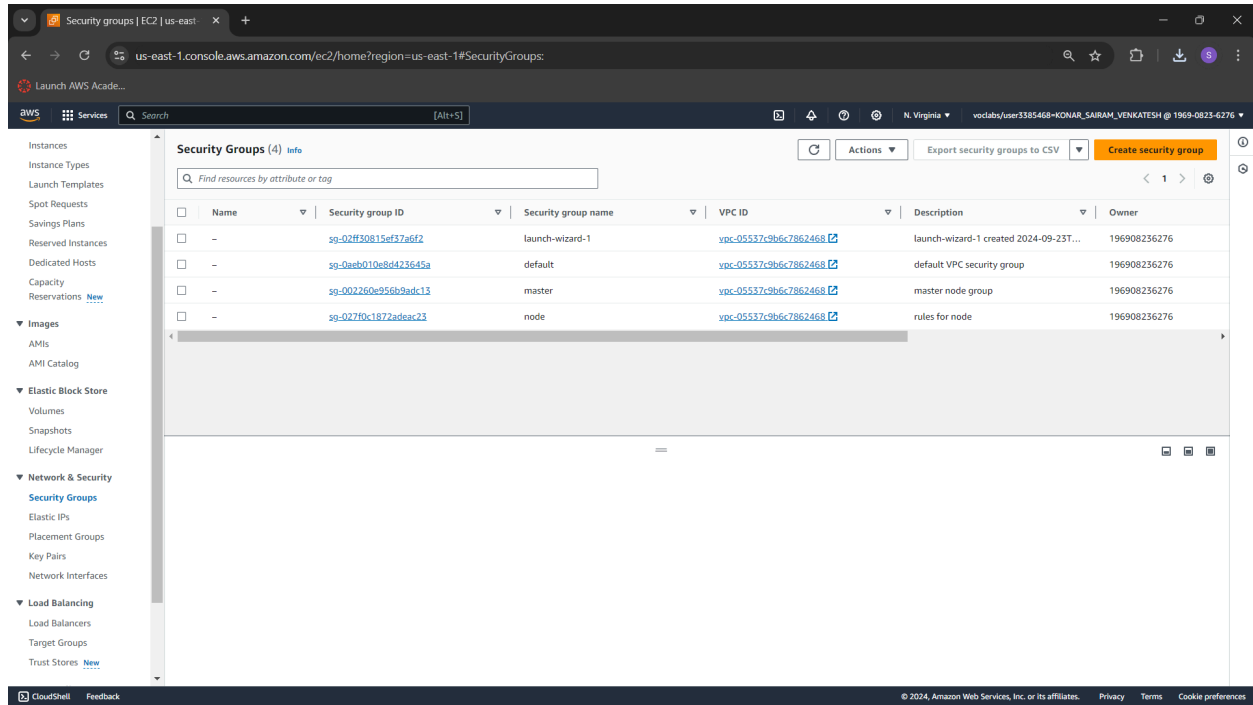 Security groups | EC2 | us-east-
us-east-1.console.aws.amazon.com/ec2/home?region=us-east-1#SecurityGroups:
S
Launch AWS Acade...
aws Services Search [Alt+S] N. Virginia voclabs/user3385468=KONAR_SAIRAM_VENKATESH @ 1969-0823-6276
Instances
Instance Types
Launch Templates
Spot Requests
Savings Plans
Reserved Instances
Dedicated Hosts
Capacity
Reservations New
Images
AMIs
AMI Catalog
Elastic Block Store
Volumes
Snapshots
Lifecycle Manager
Network & Security
Security Groups
Elastic IPs
Placement Groups
Key Pairs
Network Interfaces
Load Balancing
Load Balancers
Target Groups
Trust Stores New
Security Groups (4) Info Actions Export security groups to CSV Create security group
Find resources by attribute or tag 1
Name Security group ID Security group name VPC ID Description Owner
– sg-02ff30815ef37a6f2 launch-wizard-1 vpc-05537c9b6c7862468 launch-wizard-1 created 2024-09-23T... 196908236276
– sg-0aeb010e8d423645a default vpc-05537c9b6c7862468 default VPC security group 196908236276
– sg-002260e956b9adc13 master vpc-05537c9b6c7862468 master node group 196908236276
– sg-027f0c1872adeac23 node vpc-05537c9b6c7862468 rules for node 196908236276
CloudShell Feedback © 2024, Amazon Web Services, Inc. or its affiliates. Privacy Terms Cookie preferences